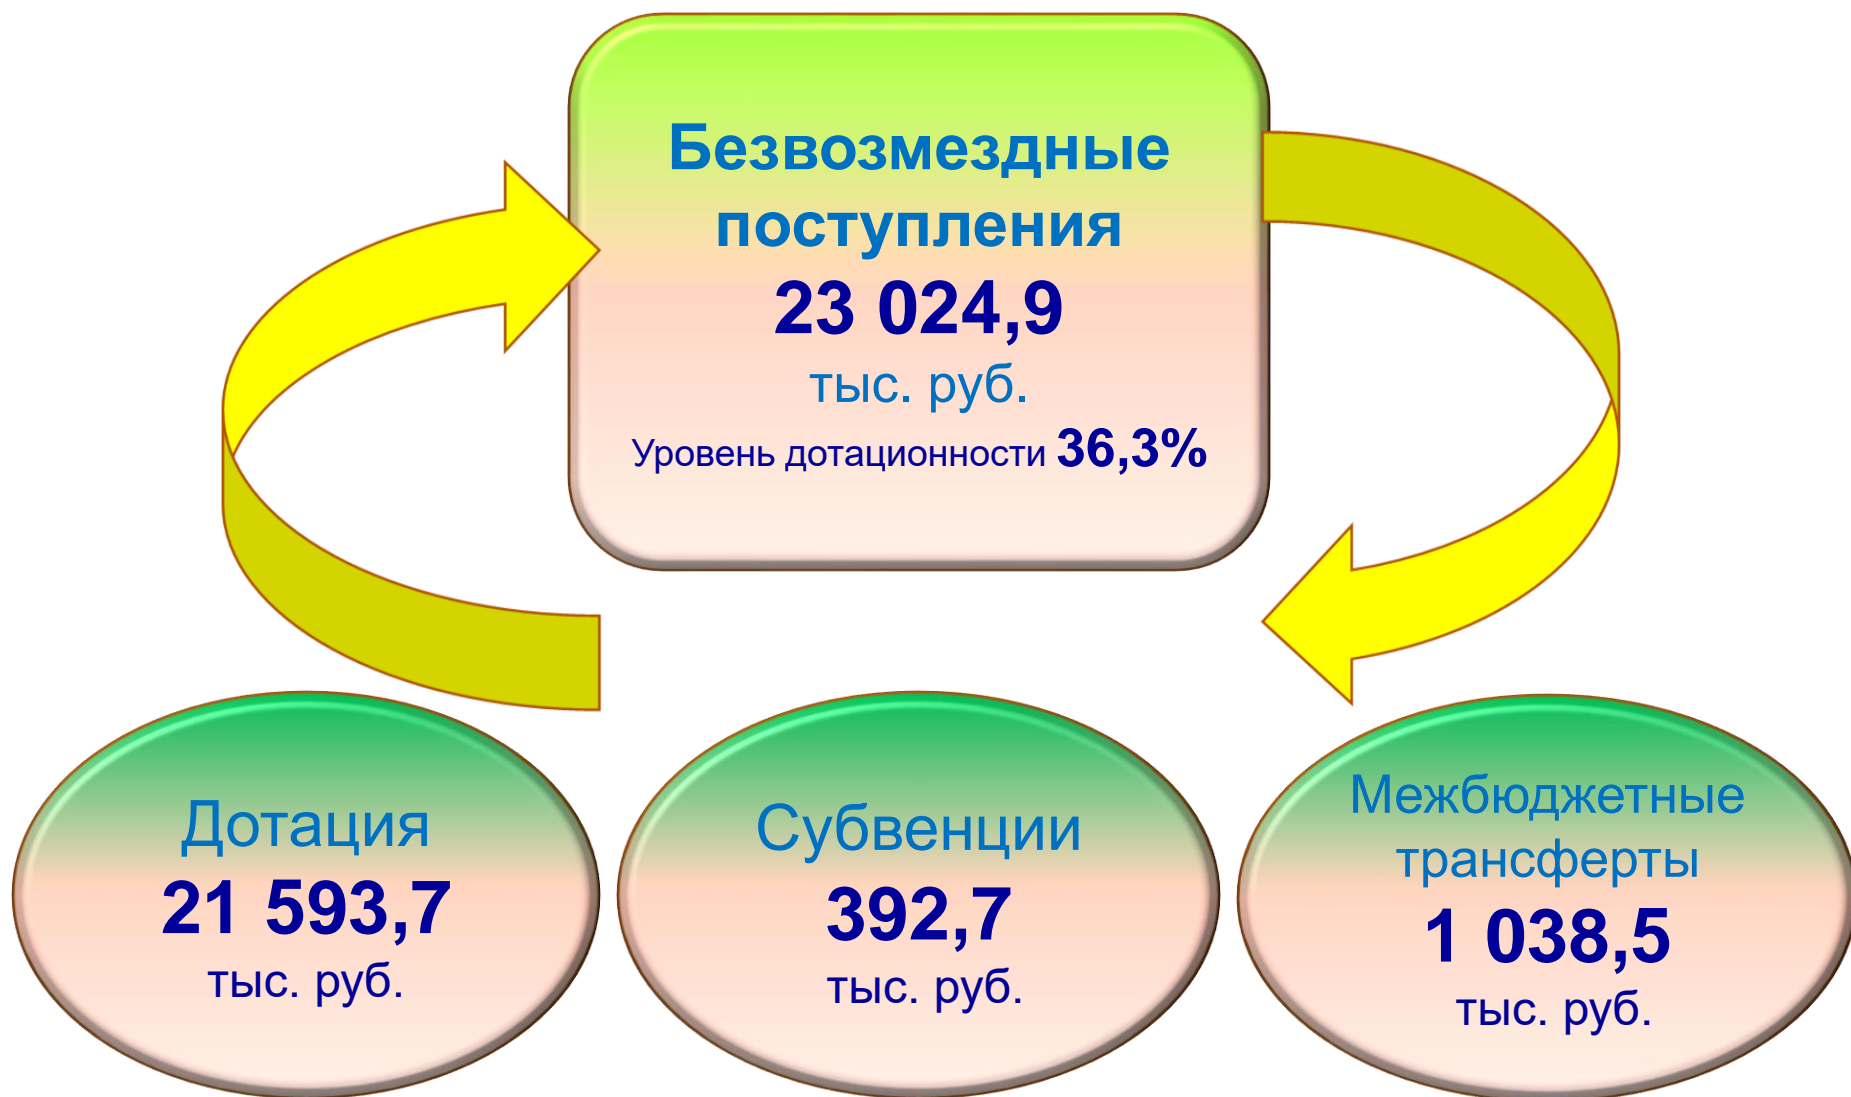 Безвозмездные
поступления
23 024,9
тыс. руб.
Уровень дотационности 36,3%
Дотация
21 593,7
тыс. руб.
Субвенции
392,7
тыс. руб.
Межбюджетные
трансферты
1 038,5
тыс. руб.